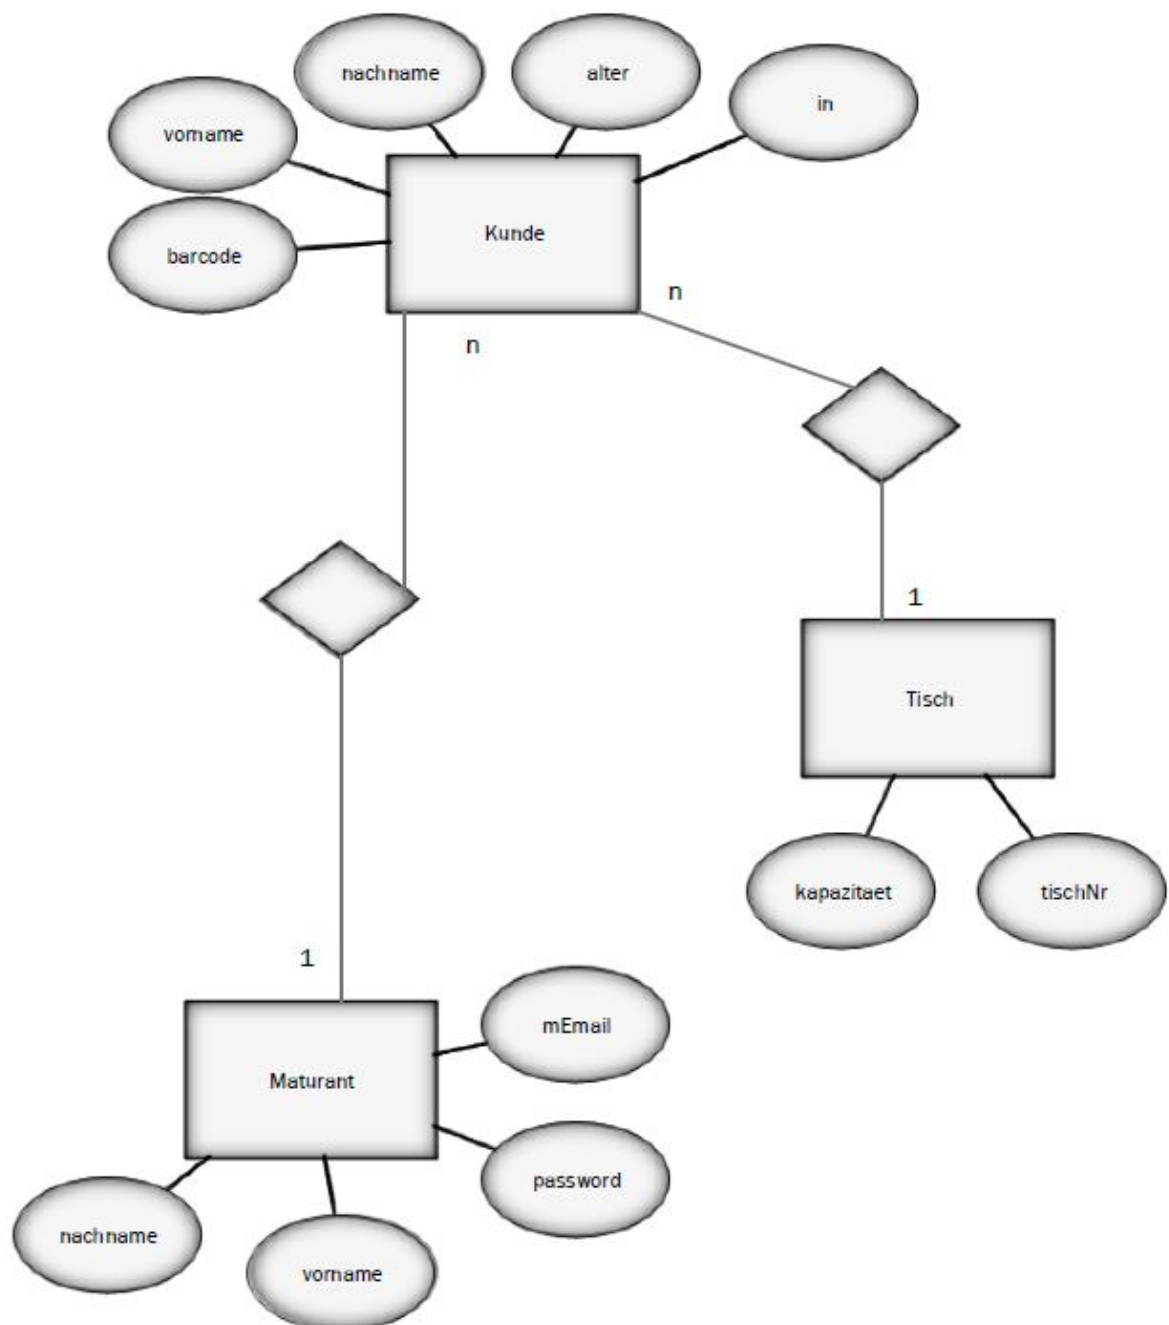 nachname
alter
in
vorname
barcode
Kunde
n
n
1
Tisch
kapazitaet
tischNr
1
mEmail
Maturant
password
nachname
vorname